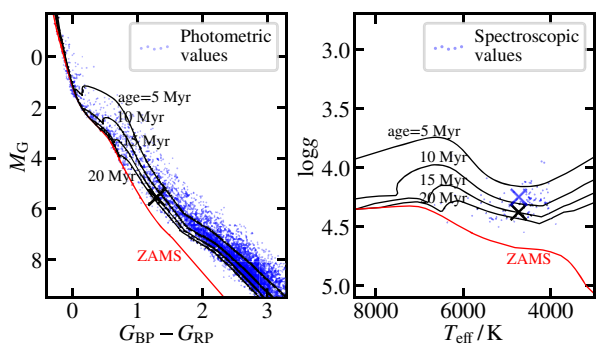 Photometric
values
age=5 Myr
10 Myr
15 Myr
20 Myr
ZAMS
0
2
4
6
8
M_G
0
1
2
3
G_BP − G_RP
Spectroscopic
values
age=5 Myr
10 Myr
15 Myr
20 Myr
ZAMS
3.0
3.5
4.0
4.5
5.0
log g
8000
6000
4000
T_eff / K